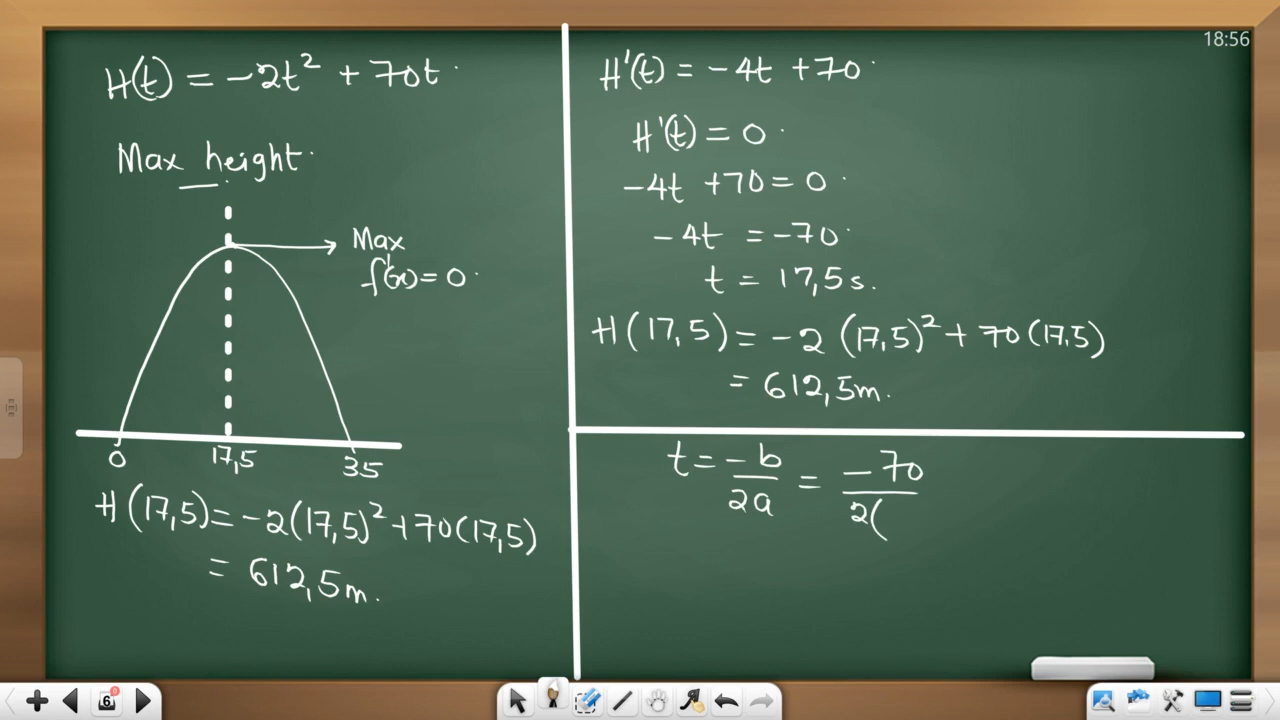 H(t) = -2t² + 70t
Max height
Max
f'(x) = 0
0 17,5 35
H(17,5) = -2(17,5)² + 70(17,5)
= 612,5m.
18:56
H'(t) = -4t + 70
H'(t) = 0
-4t + 70 = 0
-4t = -70
t = 17,5s.
H(17,5) = -2(17,5)² + 70(17,5)
= 612,5m.
t = -b/2a = -70/2(
6